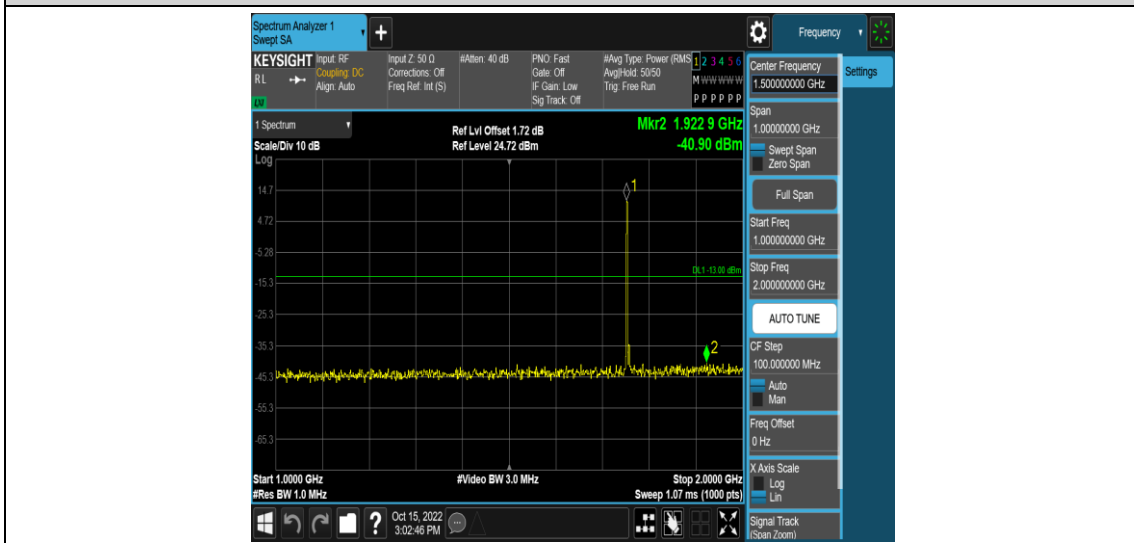 Spectrum Analyzer 1
Swept SA
Frequency
KEYSIGHT
RL
Input: RF
Coupling: DC
Align: Auto
Input Z: 50 Ω
Corrections: Off
Freq Ref: Int (S)
#Atten: 40 dB
PNO: Fast
Gate: Off
IF Gain: Low
Sig Track: Off
#Avg Type: Power (RMS
Avg|Hold: 50/50
Trig: Free Run
1 2 3 4 5 6
M W W W W W
P P P P P P
Center Frequency
1.500000000 GHz
Settings
Span
1.00000000 GHz
Swept Span
Zero Span
Full Span
Start Freq
1.000000000 GHz
Stop Freq
2.000000000 GHz
AUTO TUNE
CF Step
100.000000 MHz
Auto
Man
Freq Offset
0 Hz
X Axis Scale
Log
Lin
Signal Track
(Span Zoom)
1 Spectrum
Scale/Div 10 dB
Ref Lvl Offset 1.72 dB
Ref Level 24.72 dBm
Mkr2 1.922 9 GHz
-40.90 dBm
Log
14.7
4.72
-5.28
-15.3
-25.3
-35.3
-45.3
-55.3
-65.3
1
DL1 -13.00 dBm
2
Start 1.0000 GHz
#Video BW 3.0 MHz
Stop 2.0000 GHz
#Res BW 1.0 MHz
Sweep 1.07 ms (1000 pts)
?
Oct 15, 2022
3:02:46 PM